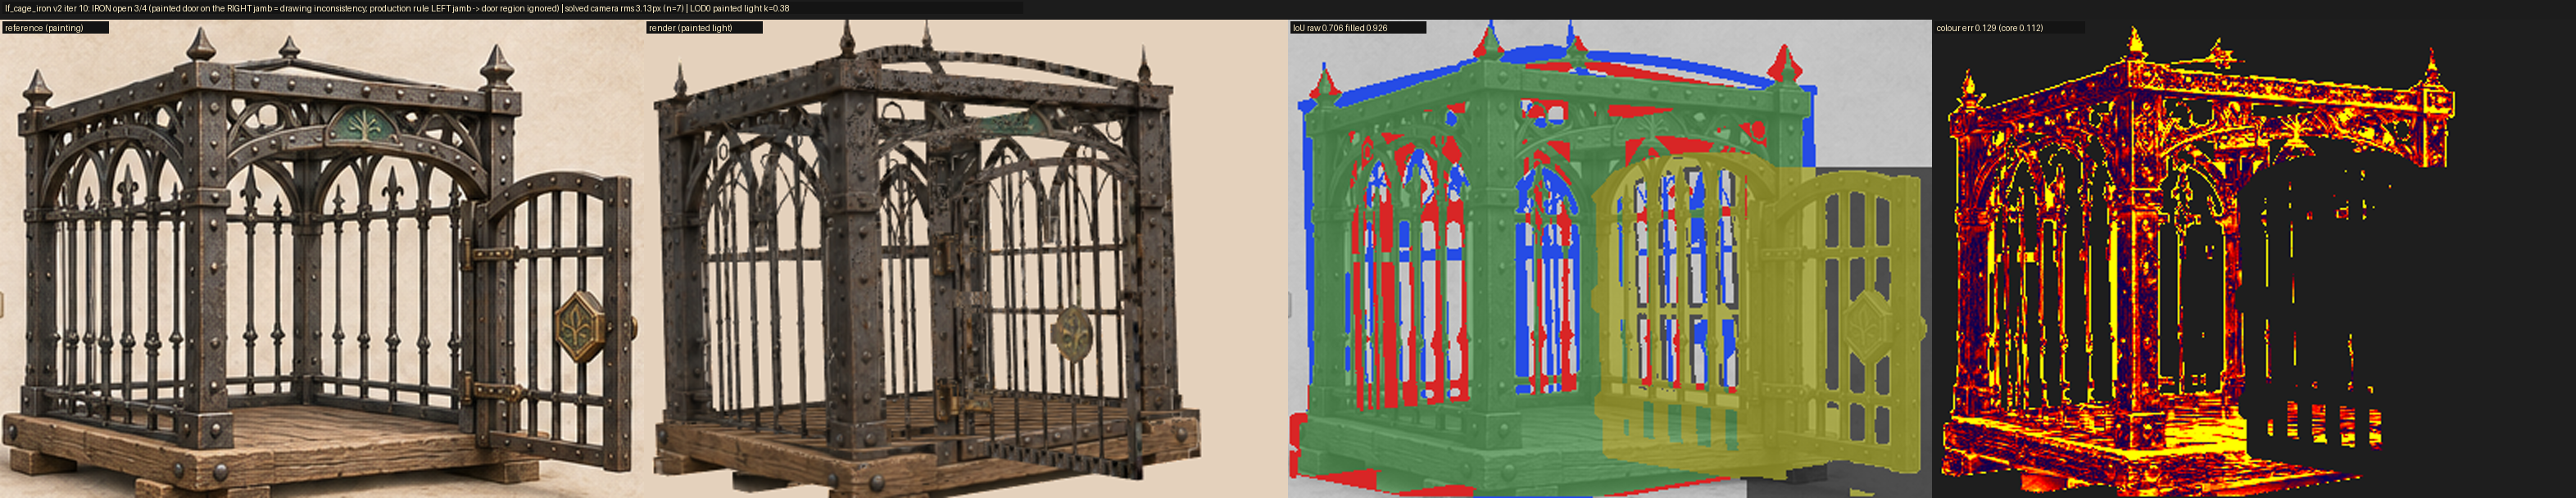 lf_cage_iron v2 iter 10: IRON open 3/4 (painted door on the RIGHT jamb = drawing inconsistency; production rule LEFT jamb -> door region ignored) | solved camera rms 3.13px (n=7) | LOD0 painted light k=0.38
reference (painting)
render (painted light)
IoU raw 0.706 filled 0.926
colour err 0.129 (core 0.112)